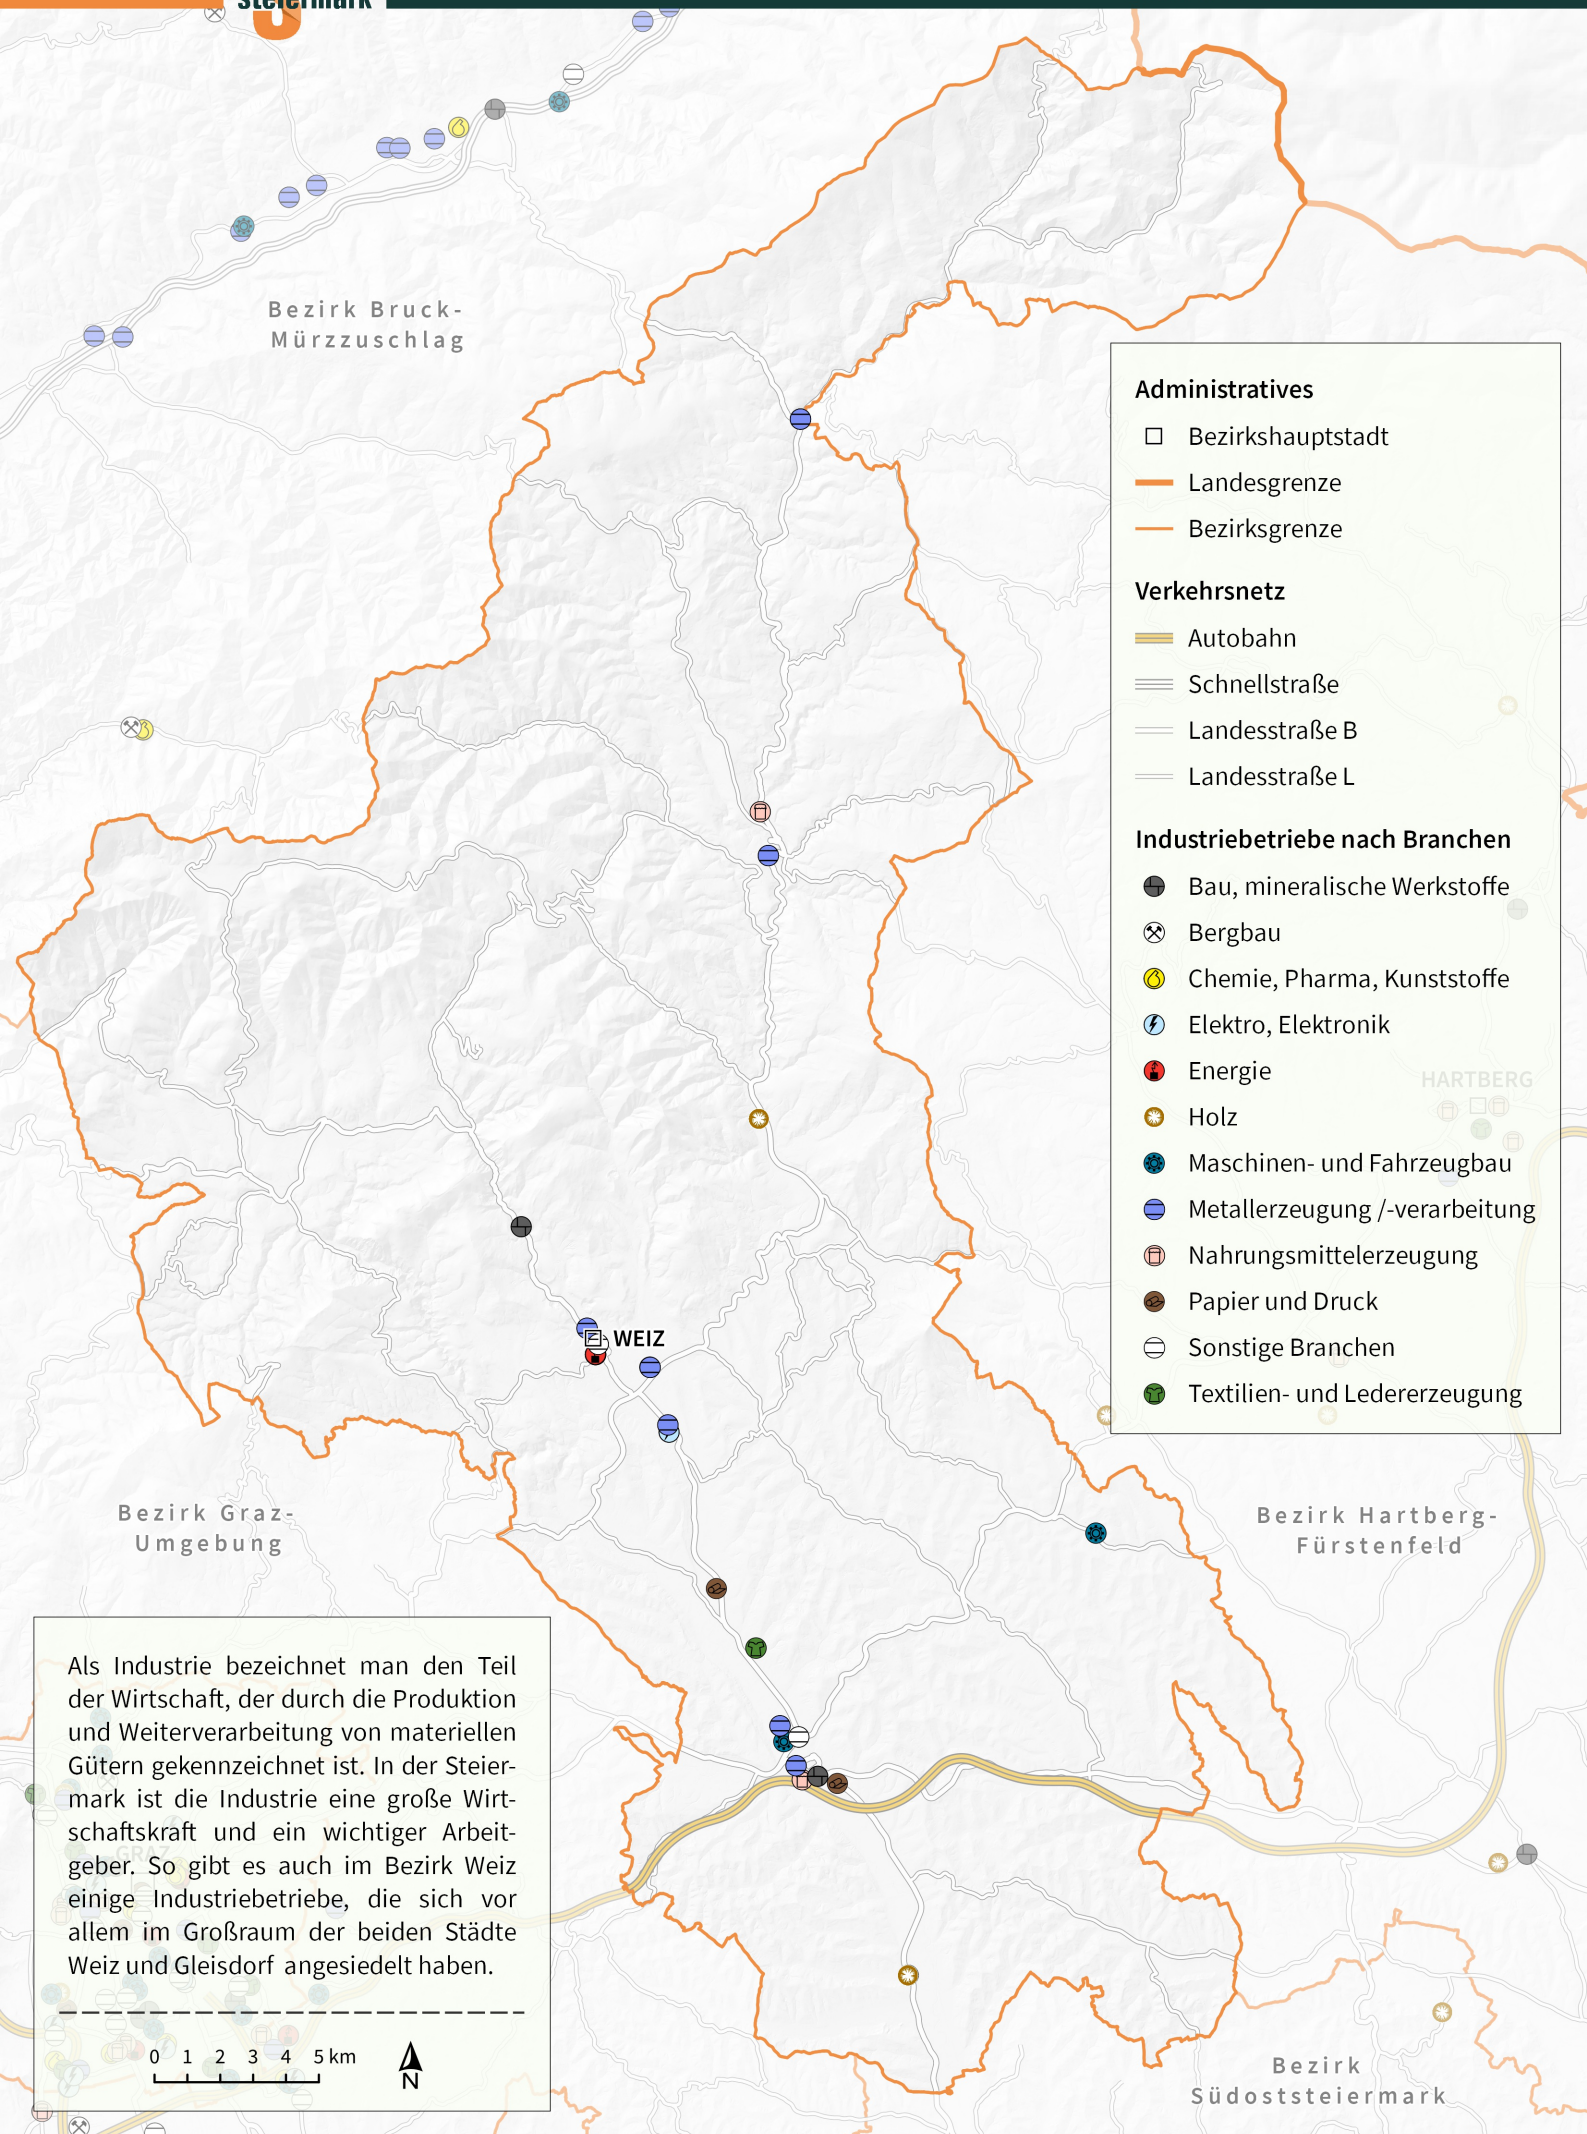 Steiermark
Bezirk Bruck-
Mürzzuschlag
Administratives
Bezirkshauptstadt
Landesgrenze
Bezirksgrenze
Verkehrsnetz
Autobahn
Schnellstraße
Landesstraße B
Landesstraße L
Industriebetriebe nach Branchen
Bau, mineralische Werkstoffe
Bergbau
Chemie, Pharma, Kunststoffe
Elektro, Elektronik
Energie
HARTBERG
Holz
Maschinen- und Fahrzeugbau
Metallerzeugung /-verarbeitung
Nahrungsmittelerzeugung
Papier und Druck
Sonstige Branchen
Textilien- und Ledererzeugung
WEIZ
Bezirk Graz-
Umgebung
Bezirk Hartberg-
Fürstenfeld
Als Industrie bezeichnet man den Teil
der Wirtschaft, der durch die Produktion
und Weiterverarbeitung von materiellen
Gütern gekennzeichnet ist. In der Steier-
mark ist die Industrie eine große Wirt-
schaftskraft und ein wichtiger Arbeit-
geber. So gibt es auch im Bezirk Weiz
einige Industriebetriebe, die sich vor
allem im Großraum der beiden Städte
Weiz und Gleisdorf angesiedelt haben.
GRAZ
0 1 2 3 4 5 km
N
Bezirk
Südoststeiermark